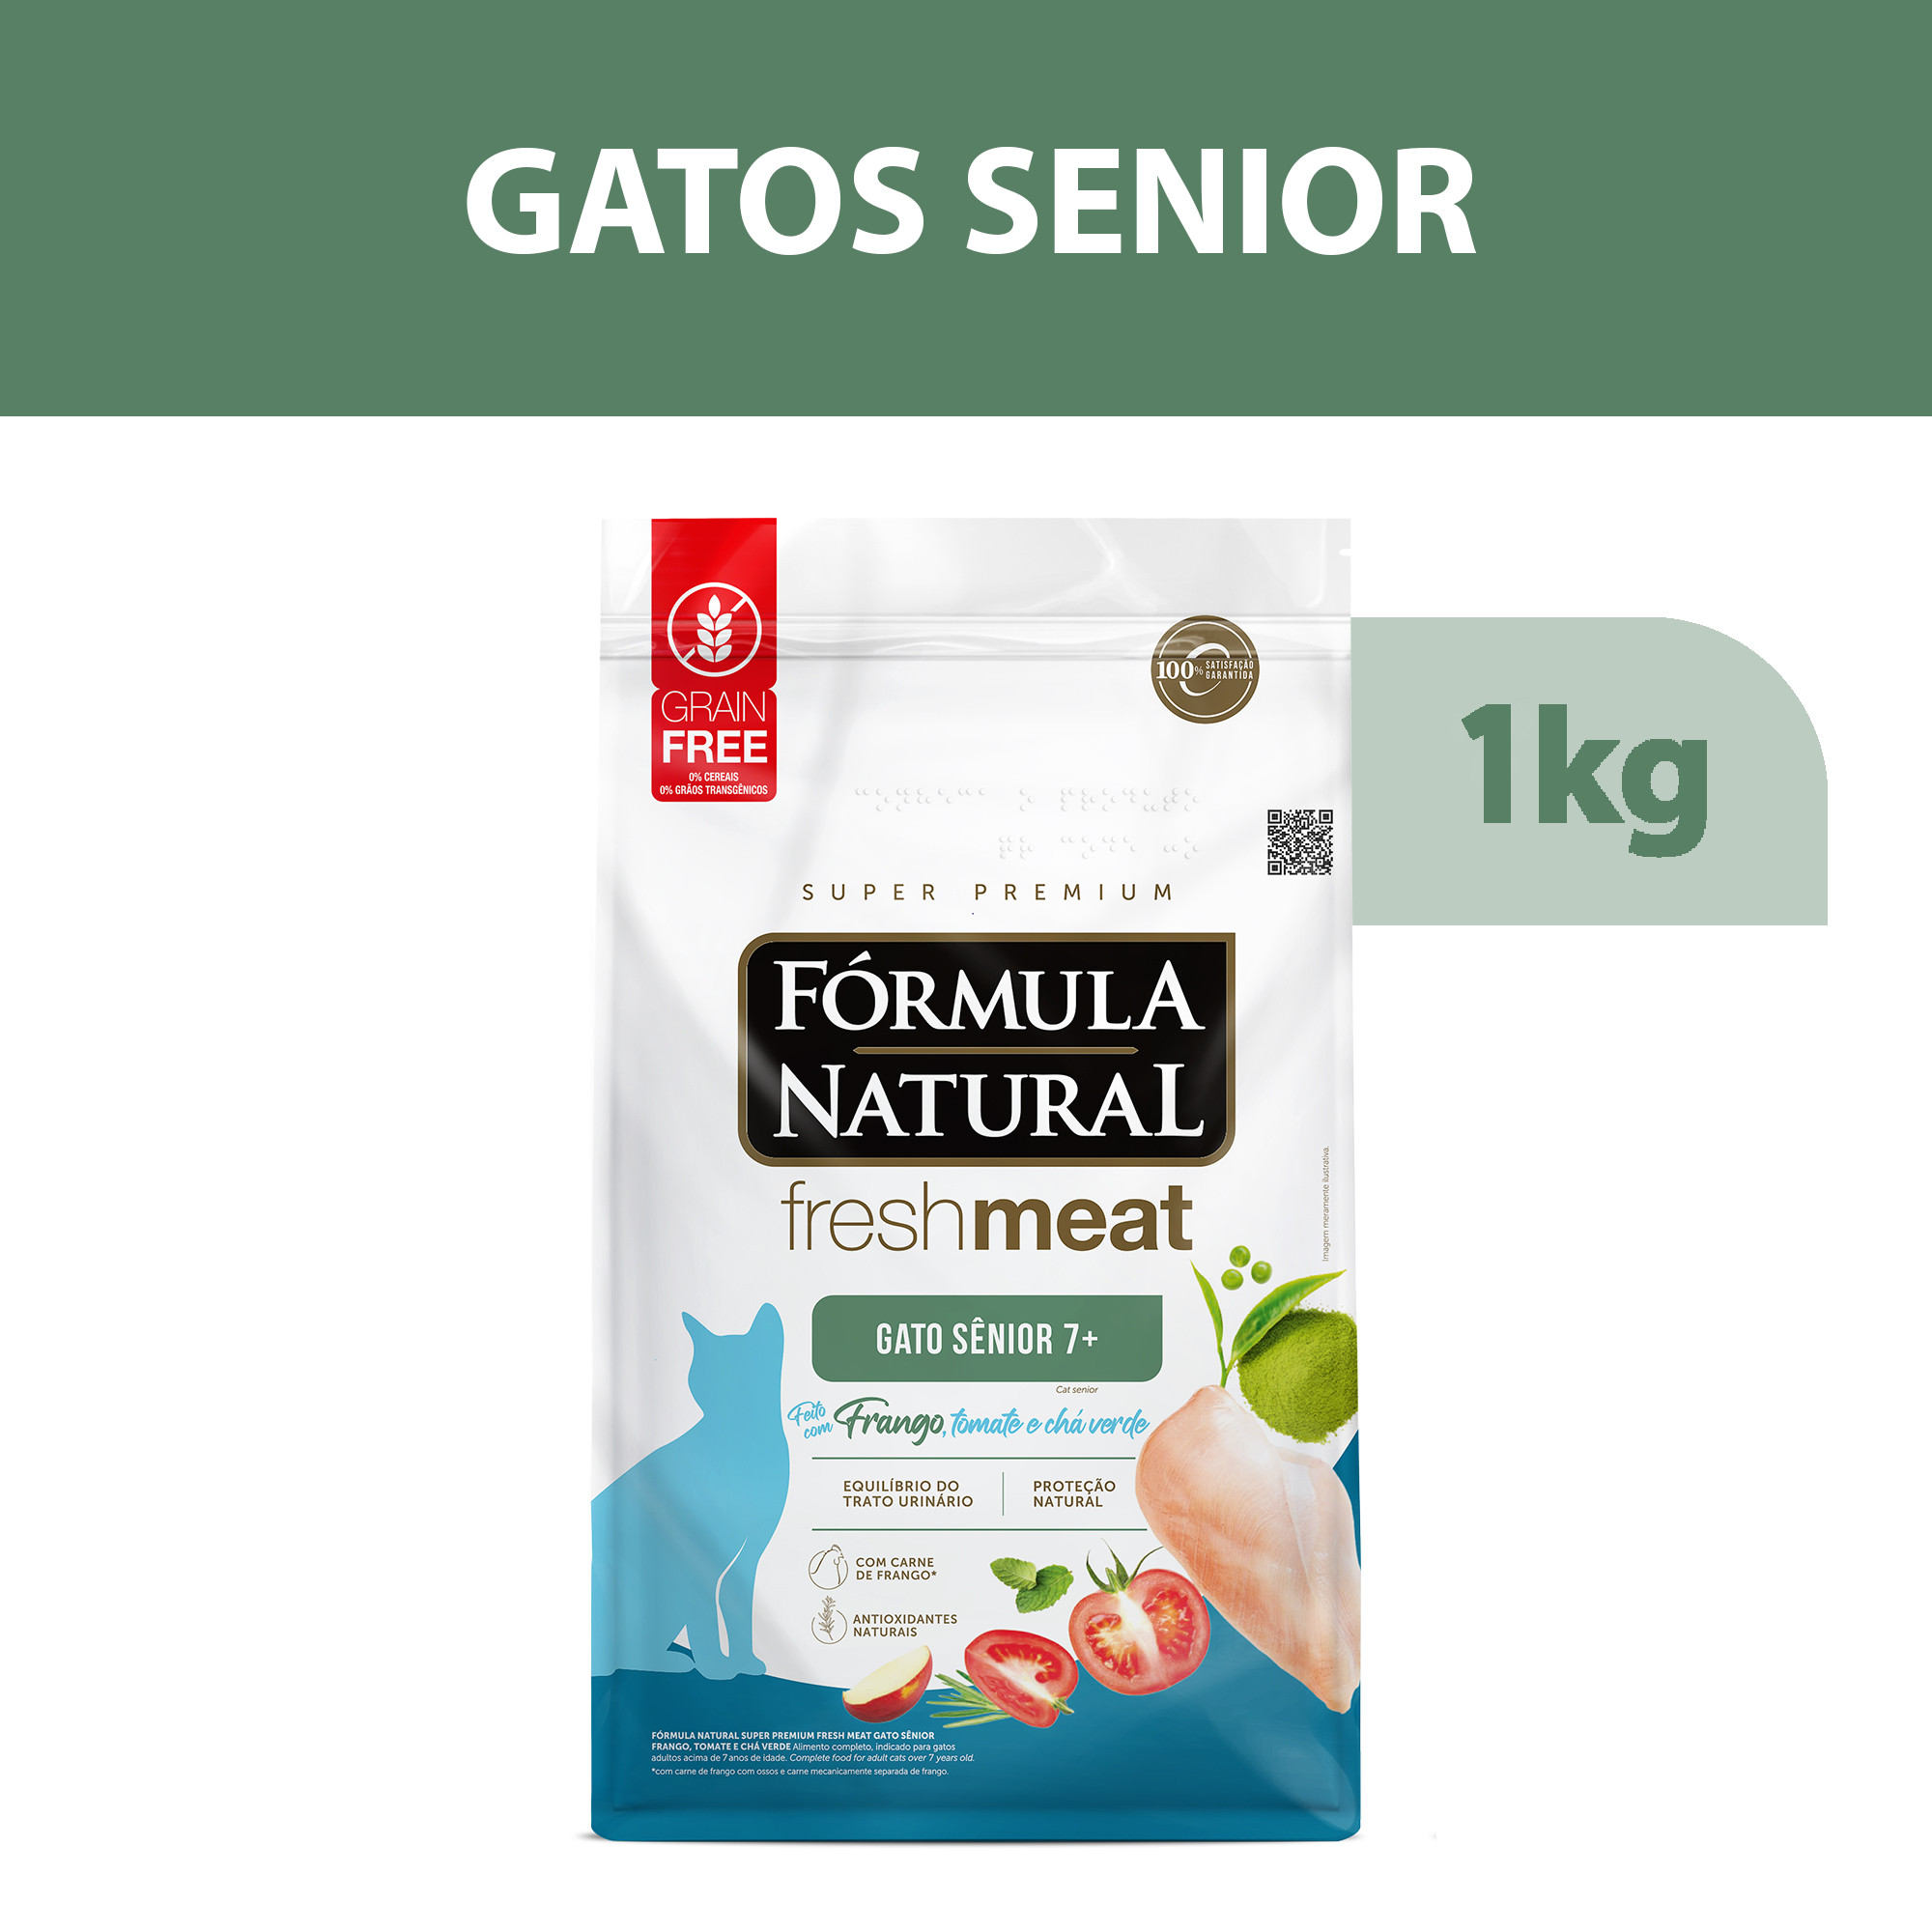 GATOS SENIOR
1kg
GRAIN
FREE
0% CEREAIS
0% GRÃOS TRANSGÊNICOS
100% SATISFAÇÃO
GARANTIDA
SUPER PREMIUM
FÓRMULA
NATURAL
freshmeat
Imagem meramente ilustrativa.
GATO SÊNIOR 7+
Cat senior
Feito com Frango, tomate e chá verde
EQUILÍBRIO DO
TRATO URINÁRIO
PROTEÇÃO
NATURAL
COM CARNE
DE FRANGO*
ANTIOXIDANTES
NATURAIS
FÓRMULA NATURAL SUPER PREMIUM FRESH MEAT GATO SÊNIOR
FRANGO, TOMATE E CHÁ VERDE Alimento completo, indicado para gatos
adultos acima de 7 anos de idade. Complete food for adult cats over 7 years old.
*com carne de frango com ossos e carne mecanicamente separada de frango.